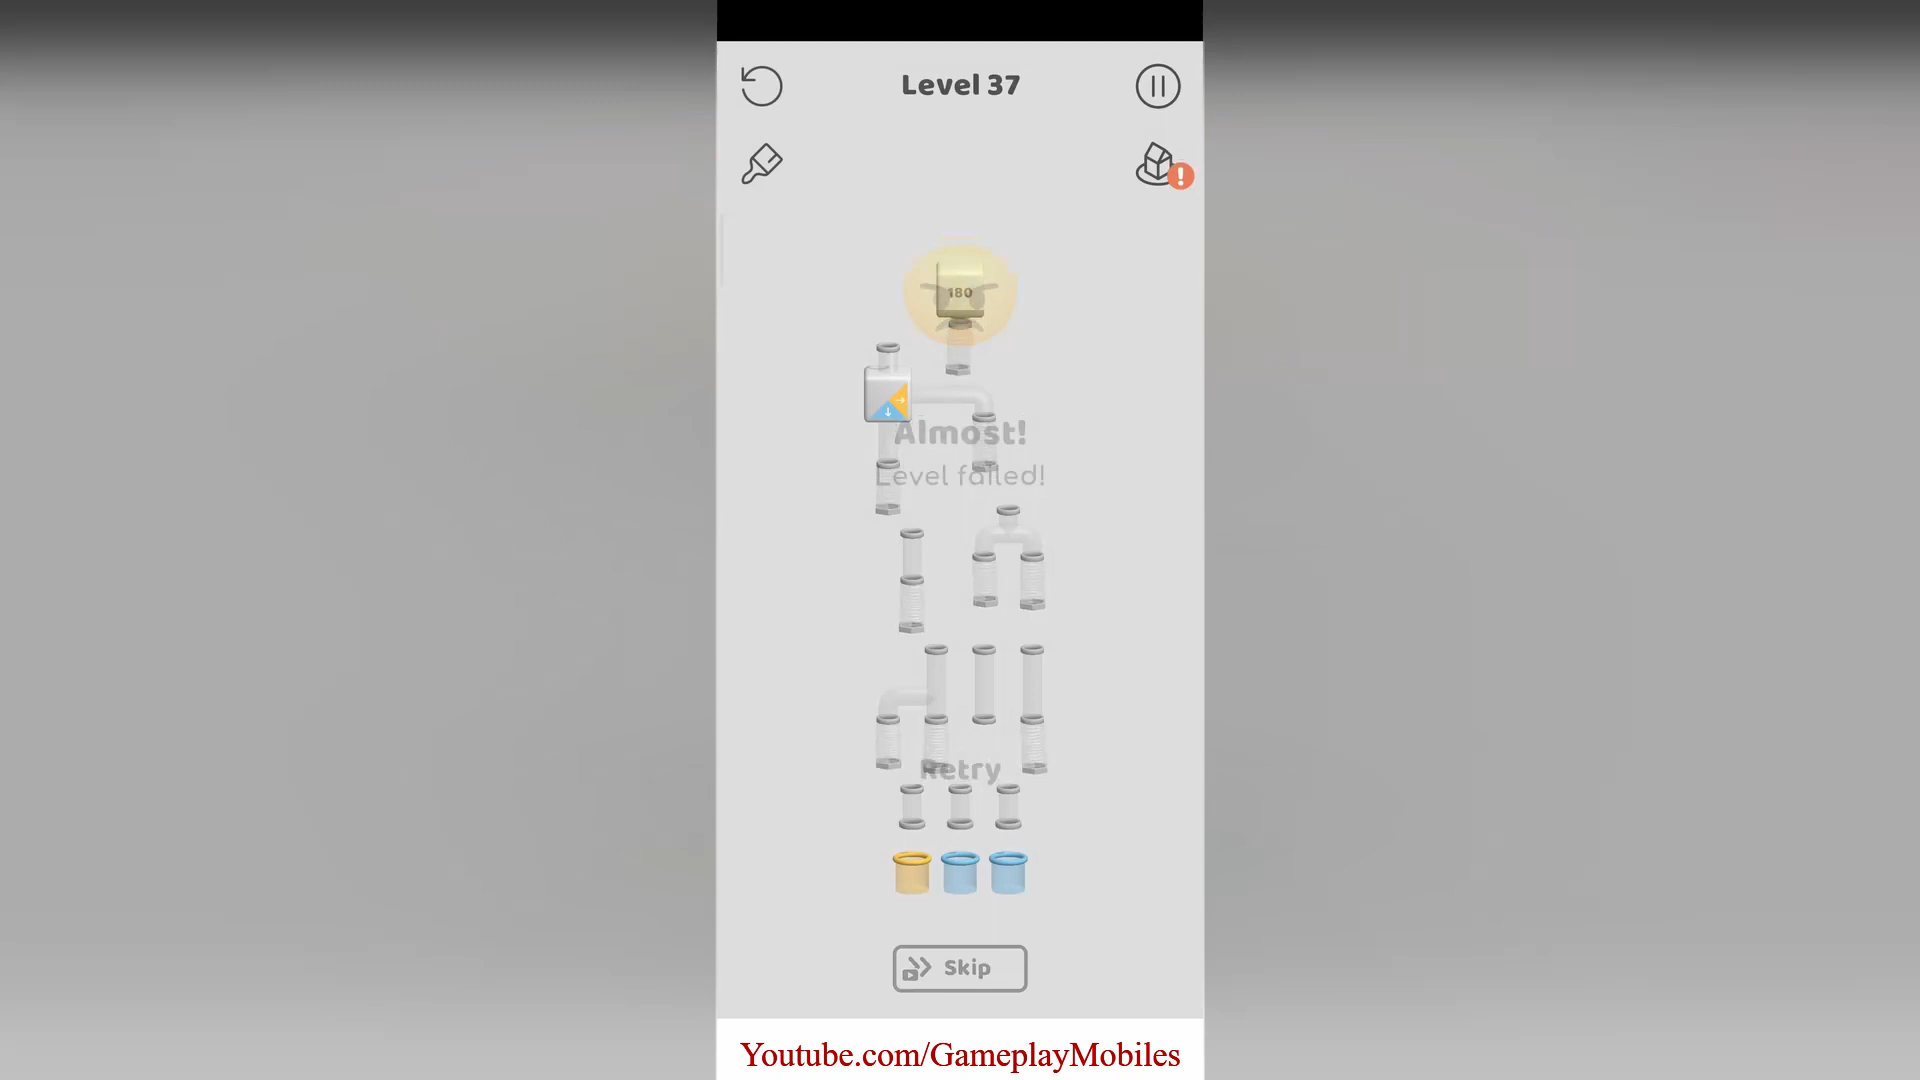 Level 37
180
Almost!
Level failed!
Retry
Skip
Youtube.com/GameplayMobiles